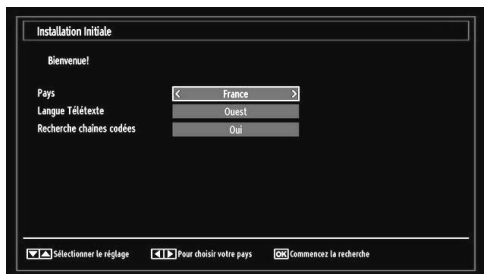 Installation Initiale
Bienvenue!
Pays < France >
Langue Télétexte Ouest
Recherche chaînes codées Oui
Sélectionner le réglage Pour choisir votre pays OK Commencez la recherche